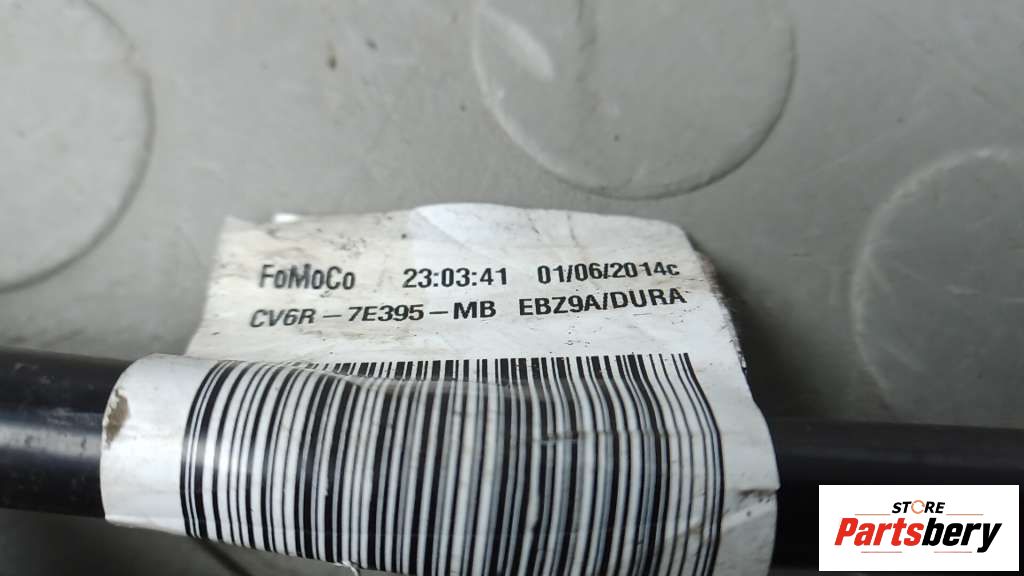 FoMoCo 23:03:41 01/06/2014c
CV6R-7E395-MB EBZ9A/DURA
STORE
Partsbery